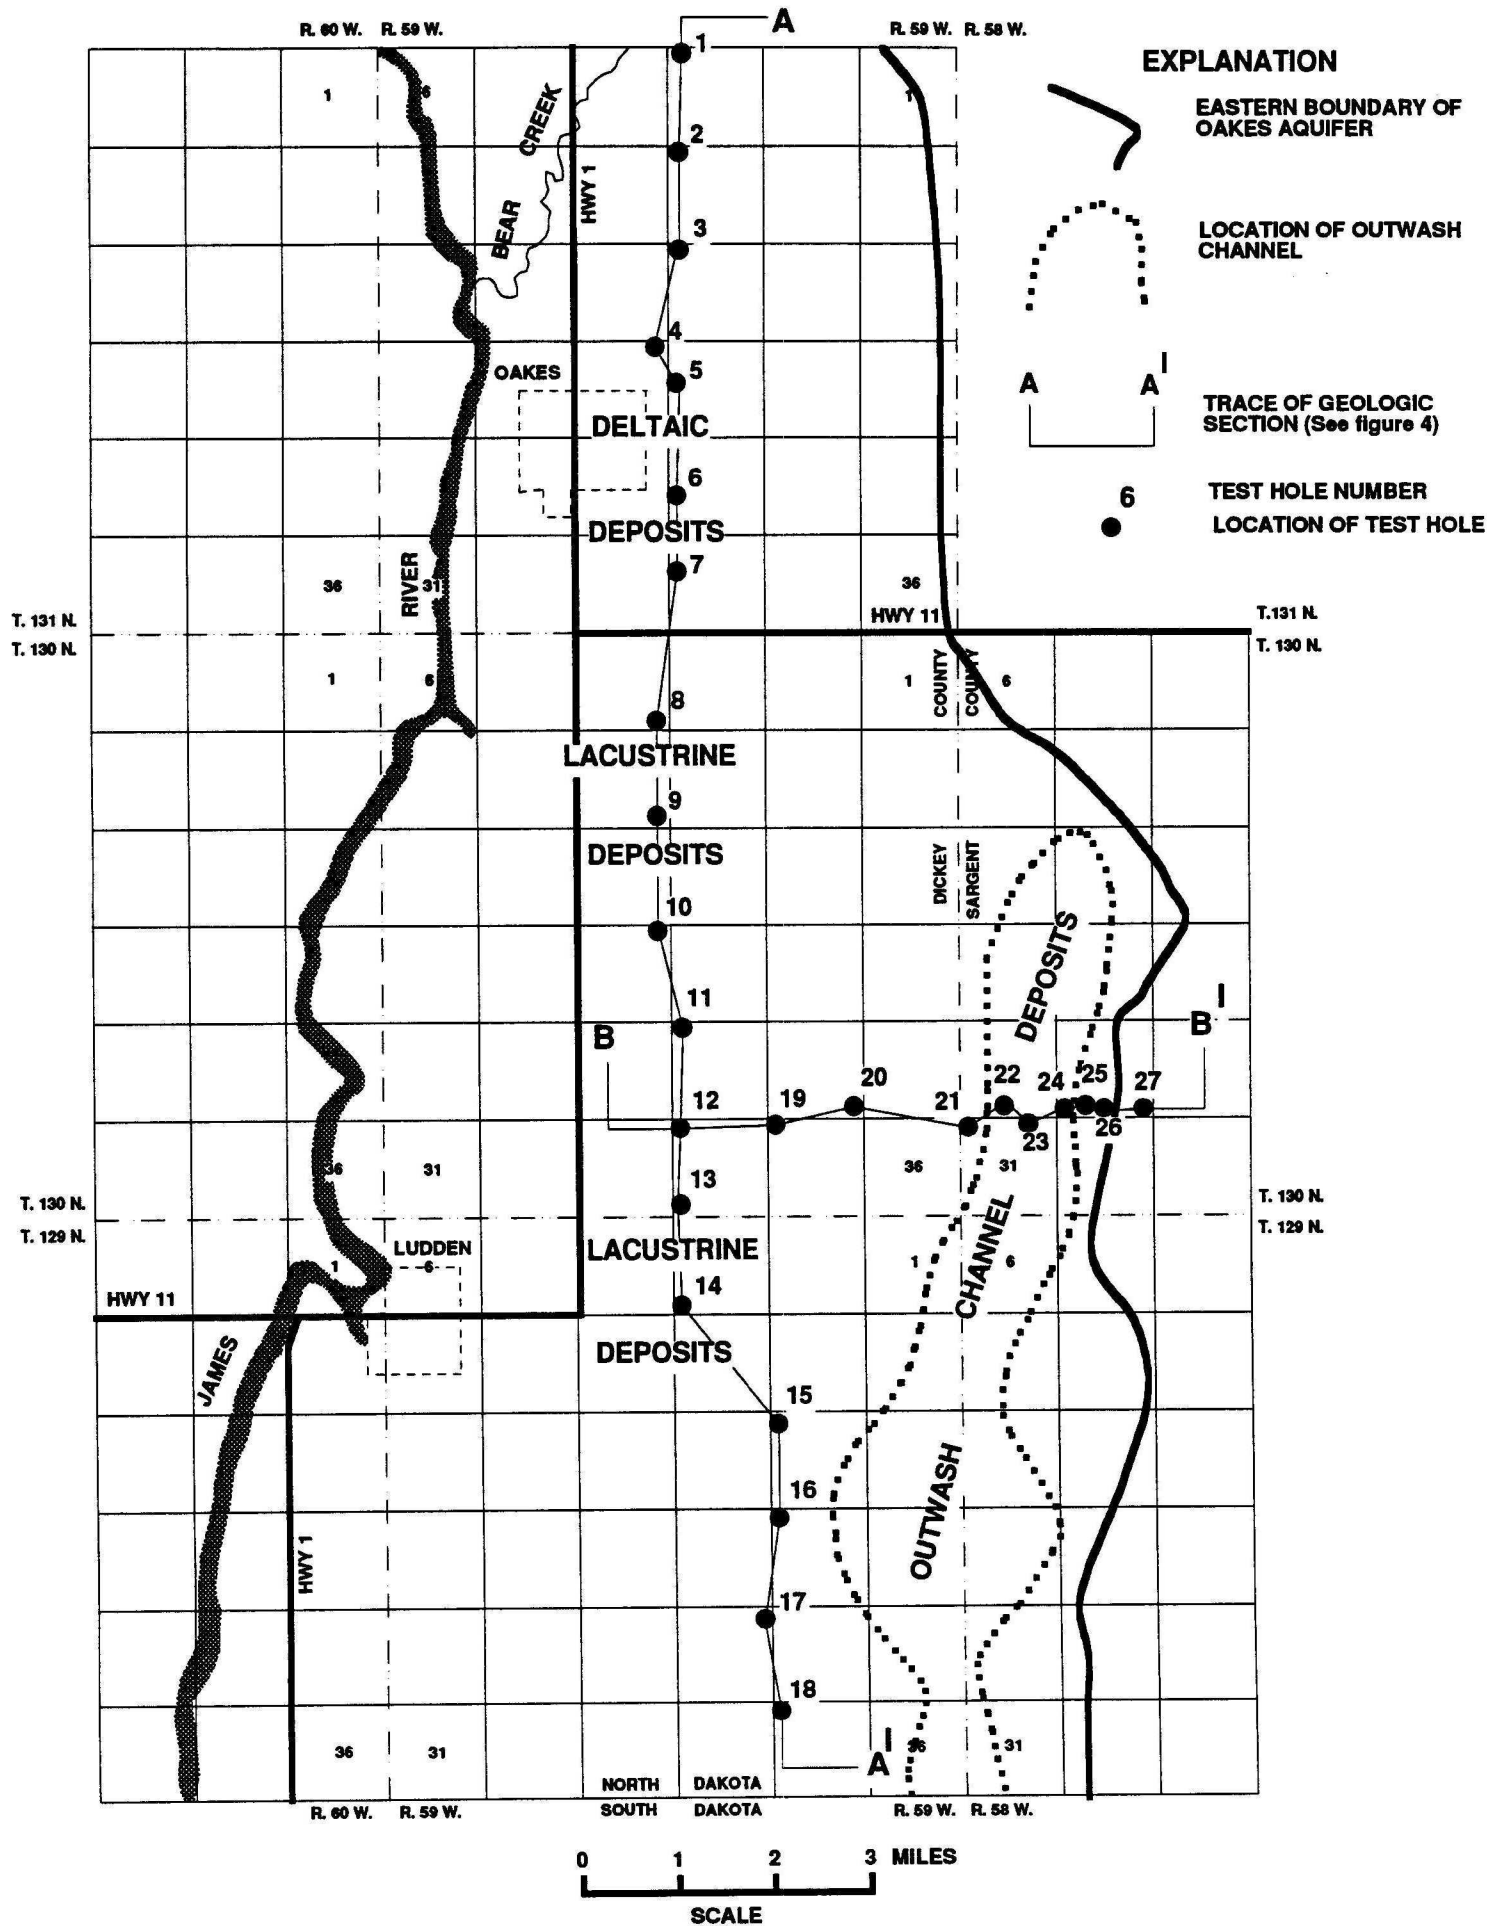 A
R. 60 W. R. 59 W.
R. 59 W. R. 58 W.
EXPLANATION
EASTERN BOUNDARY OF
OAKES AQUIFER
LOCATION OF OUTWASH
CHANNEL
A
A'
TRACE OF GEOLOGIC
SECTION (See figure 4)
6
TEST HOLE NUMBER
LOCATION OF TEST HOLE
1
1
6
1
BEAR CREEK
HWY 1
2
3
4
5
OAKES
DELTAIC
6
DEPOSITS
7
RIVER
36
31
36
HWY 11
T. 131 N.
T. 130 N.
T.131 N.
T. 130 N.
1
6
1
6
COUNTY
COUNTY
8
LACUSTRINE
9
DEPOSITS
DICKEY
SARGENT
10
DEPOSITS
11
B
B'
12
19
20
21
22
23
24
25
26
27
36
31
36
31
13
T. 130 N.
T. 129 N.
T. 130 N.
T. 129 N.
LUDDEN
LACUSTRINE
CHANNEL
1
6
1
6
HWY 11
14
JAMES
DEPOSITS
15
OUTWASH
16
HWY 1
17
18
A'
36
31
36
31
NORTH DAKOTA
SOUTH DAKOTA
R. 60 W. R. 59 W.
R. 59 W. R. 58 W.
0 1 2 3 MILES
SCALE